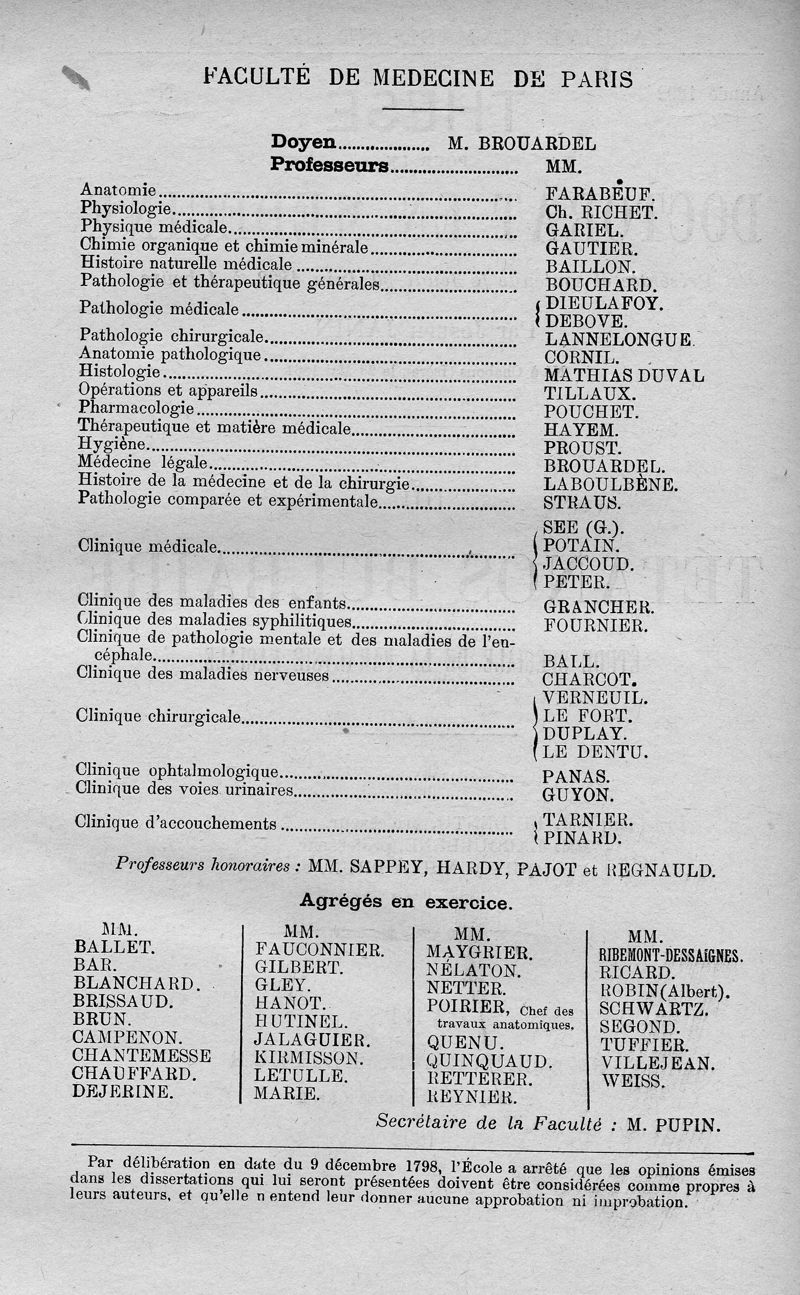 FACULTÉ DE MEDECINE DE PARIS
Doyen................... M. BROUARDEL
Professeurs........................... MM.
Anatomie................................................ FARABEUF.
Physiologie................................................ Ch. RICHET.
Physique médicale................................................ GARIEL.
Chimie organique et chimie minérale........................... GAUTIER.
Histoire naturelle médicale ........................... BAILLON.
Pathologie et thérapeutique générales........................... BOUCHARD.
Pathologie médicale................................................ { DIEULAFOY.
DEBOVE.
Pathologie chirurgicale................................................ LANNELONGUE.
Anatomie pathologique................................................ CORNIL.
Histologie................................................ MATHIAS DUVAL
Opérations et appareils................................................ TILLAUX.
Pharmacologie................................................ POUCHET.
Thérapeutique et matière médicale........................... HAYEM.
Hygiène................................................ PROUST.
Médecine légale................................................ BROUARDEL.
Histoire de la médecine et de la chirurgie................... LABOULBÈNE.
Pathologie comparée et expérimentale........................... STRAUS.
Clinique médicale................................................ { SEE (G.).
POTAIN.
JACCOUD.
PETER.
Clinique des maladies des enfants........................... GRANCHER.
Clinique des maladies syphilitiques........................... FOURNIER.
Clinique de pathologie mentale et des maladies de l'en-
céphale................................................ BALL.
Clinique des maladies nerveuses........................... CHARCOT.
Clinique chirurgicale................................................ { VERNEUIL.
LE FORT.
DUPLAY.
LE DENTU.
Clinique ophtalmologique................................................ PANAS.
Clinique des voies urinaires........................... GUYON.
Clinique d'accouchements ........................... { TARNIER.
PINARD.
Professeurs honoraires : MM. SAPPEY, HARDY, PAJOT et REGNAULD.
Agrégés en exercice.
MM.
BALLET.
BAR.
BLANCHARD.
BRISSAUD.
BRUN.
CAMPENON.
CHANTEMESSE
CHAUFFARD.
DEJERINE.
MM.
FAUCONNIER.
GILBERT.
GLEY.
HANOT.
HUTINEL.
JALAGUIER.
KIRMISSON.
LETULLE.
MARIE.
MM.
MAYGRIER.
NÉLATON.
NETTER.
POIRIER, Chef des
travaux anatomiques.
QUENU.
QUINQUAUD.
RETTERER.
REYNIER.
MM.
RIBEMONT-DESSAIGNES.
RICARD.
ROBIN (Albert).
SCHWARTZ.
SEGOND.
TUFFIER.
VILLEJEAN.
WEISS.
Secrétaire de la Faculté : M. PUPIN.
Par délibération en date du 9 décembre 1798, l'École a arrêté que les opinions émises
dans les dissertations qui lui seront présentées doivent être considérées comme propres à
leurs auteurs, et qu'elle n entend leur donner aucune approbation ni improbation.